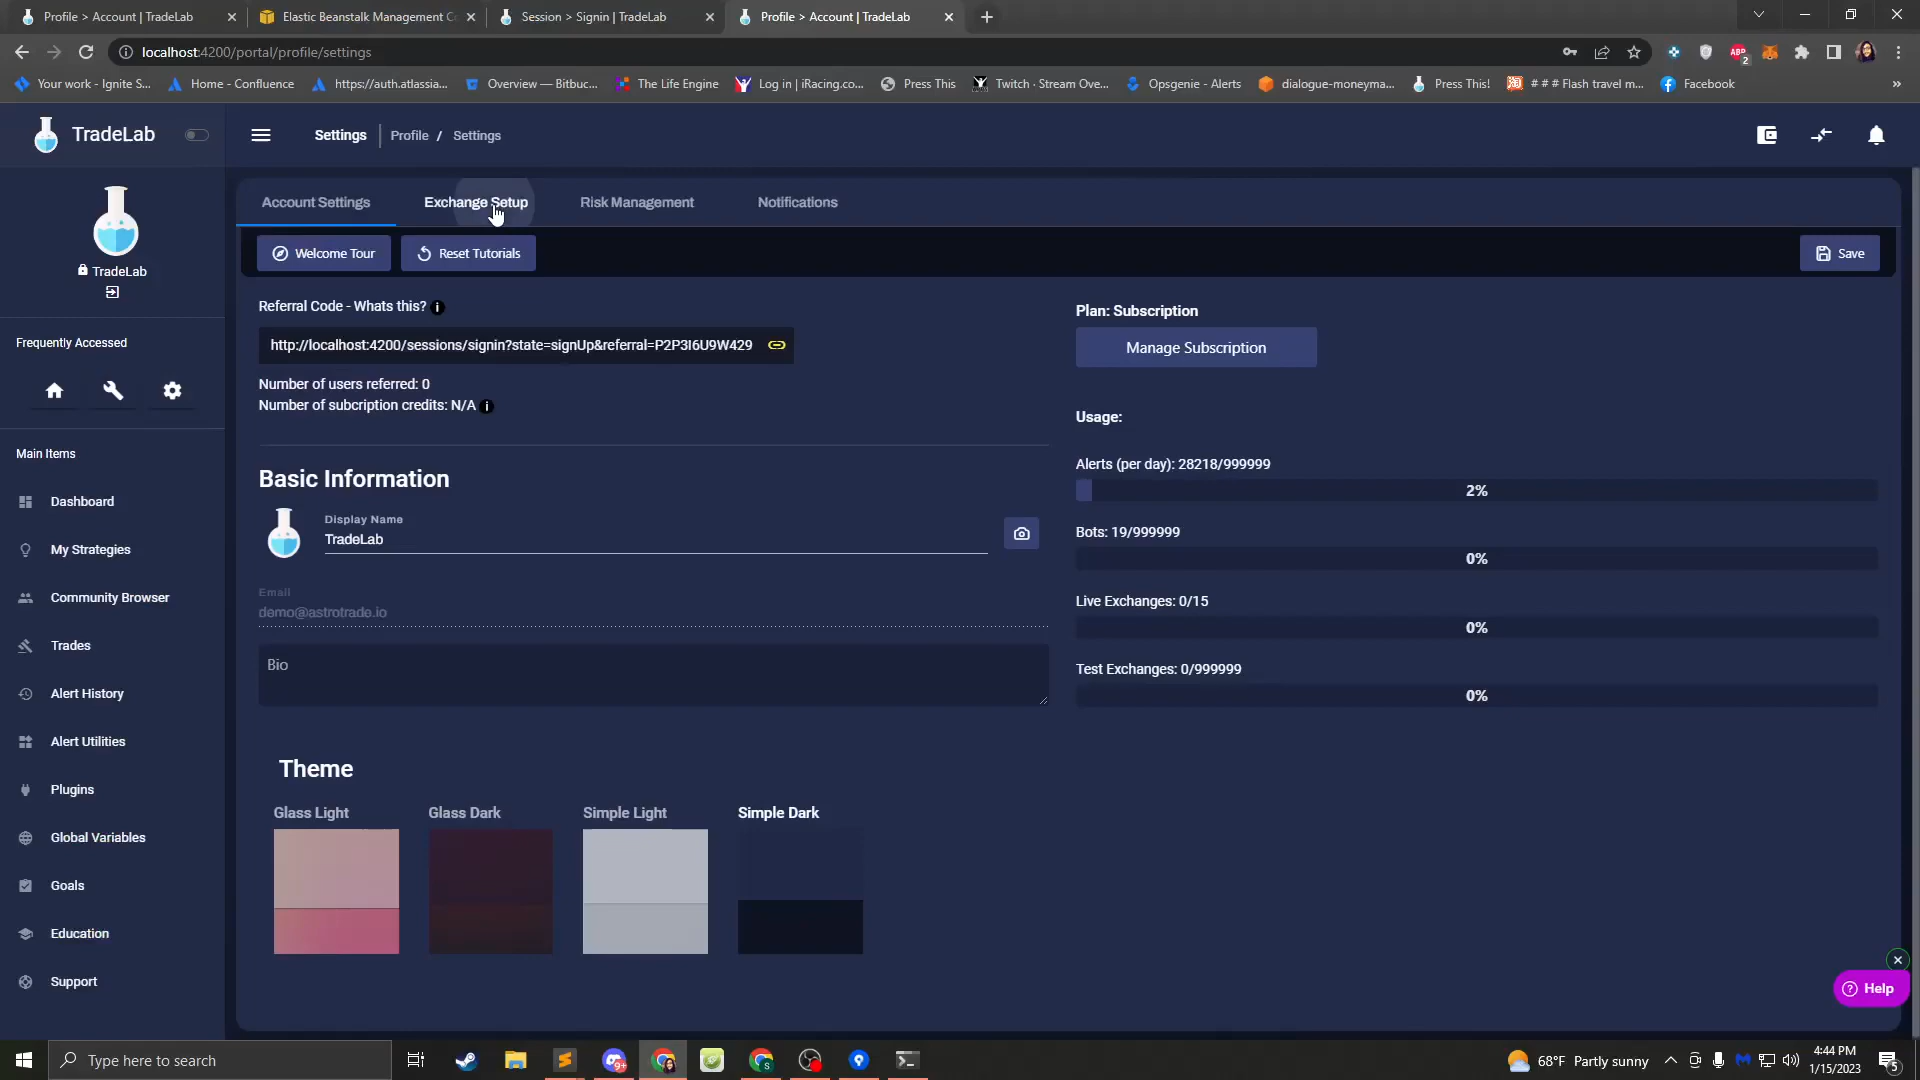 Profile > Account | TradeLab
Elastic Beanstalk Management C
Session > Signin | TradeLab
Profile > Account | TradeLab
localhost:4200/portal/profile/settings
ABP
2
Your work - Ignite S...
Home - Confluence
https://auth.atlassia...
Overview — Bitbuc...
The Life Engine
Log in | iRacing.co...
Press This
Twitch · Stream Ove...
Opsgenie - Alerts
dialogue-moneyma...
Press This!
# # # Flash travel m...
Facebook
»
TradeLab
Settings
Profile / Settings
Account Settings
Exchange Setup
Risk Management
Notifications
Welcome Tour
Reset Tutorials
Save
TradeLab
Frequently Accessed
Main Items
Dashboard
My Strategies
Community Browser
Trades
Alert History
Alert Utilities
Plugins
Global Variables
Goals
Education
Support
Referral Code - Whats this? i
http://localhost:4200/sessions/signin?state=signUp&referral=P2P3I6U9W429
Number of users referred: 0
Number of subcription credits: N/A i
Basic Information
Display Name
TradeLab
Email
demo@astrotrade.io
Bio
Theme
Glass Light
Glass Dark
Simple Light
Simple Dark
Plan: Subscription
Manage Subscription
Usage:
Alerts (per day): 28218/999999
2%
Bots: 19/999999
0%
Live Exchanges: 0/15
0%
Test Exchanges: 0/999999
0%
Help
Type here to search
9+
68°F Partly sunny
4:44 PM
1/15/2023
5